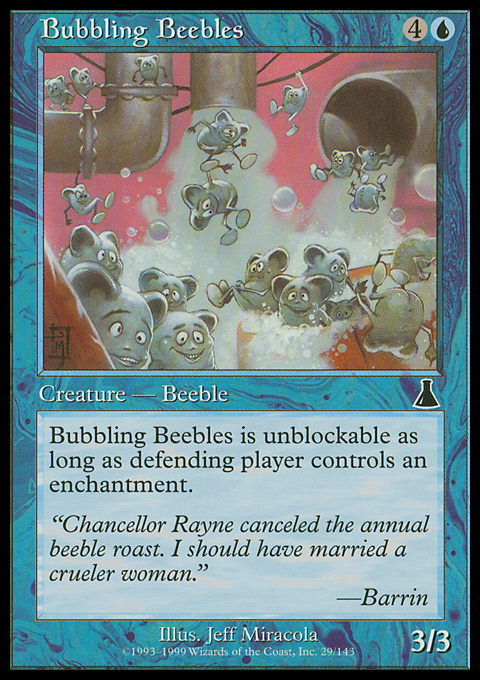 Bubbling Beebles 4
Creature — Beeble
Bubbling Beebles is unblockable as
long as defending player controls an
enchantment.
“Chancellor Rayne canceled the annual
beeble roast. I should have married a
crueler woman.”
—Barrin
Illus. Jeff Miracola
©1993-1999 Wizards of the Coast, Inc. 29/143
3/3